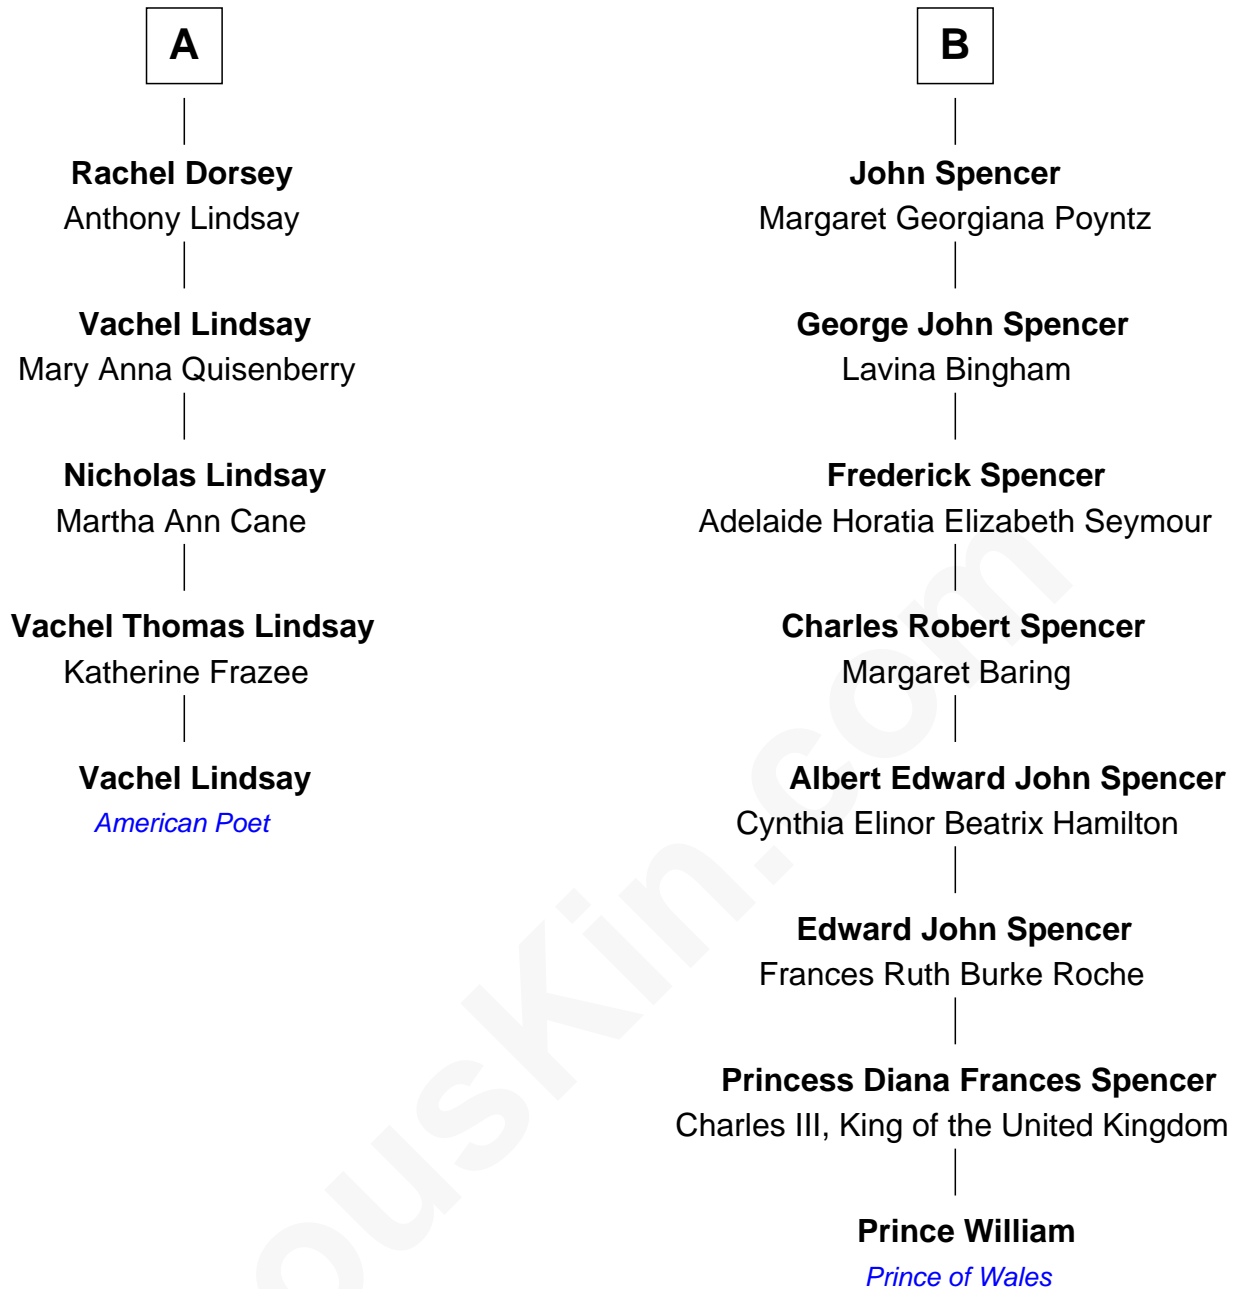 A
Rachel Dorsey
Anthony Lindsay
Vachel Lindsay
Mary Anna Quisenberry
Nicholas Lindsay
Martha Ann Cane
Vachel Thomas Lindsay
Katherine Frazee
Vachel Lindsay
American Poet
B
John Spencer
Margaret Georgiana Poyntz
George John Spencer
Lavina Bingham
Frederick Spencer
Adelaide Horatia Elizabeth Seymour
Charles Robert Spencer
Margaret Baring
Albert Edward John Spencer
Cynthia Elinor Beatrix Hamilton
Edward John Spencer
Frances Ruth Burke Roche
Princess Diana Frances Spencer
Charles III, King of the United Kingdom
Prince William
Prince of Wales
ousKin.com